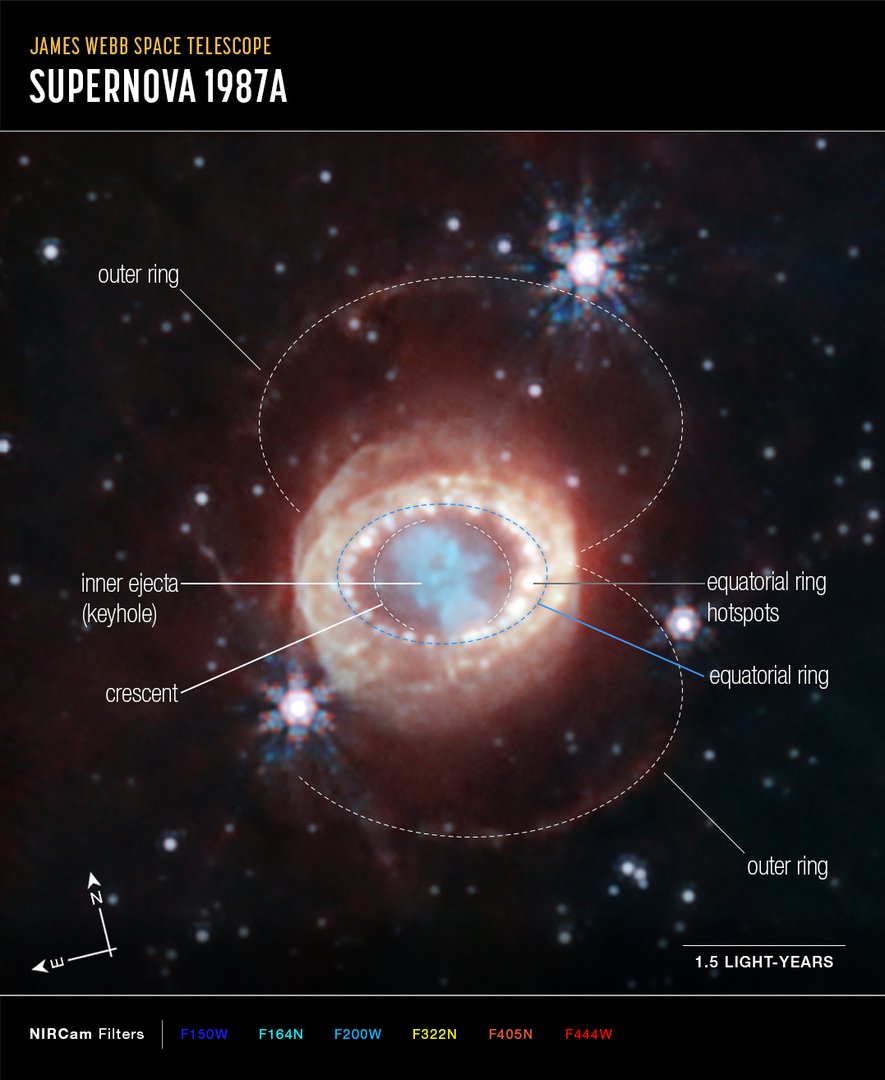 JAMES WEBB SPACE TELESCOPE
SUPERNOVA 1987A
outer ring
inner ejecta
(keyhole)
crescent
equatorial ring
hotspots
equatorial ring
outer ring
N
E
1.5 LIGHT-YEARS
NIRCam Filters F150W F164N F200W F322N F405N F444W